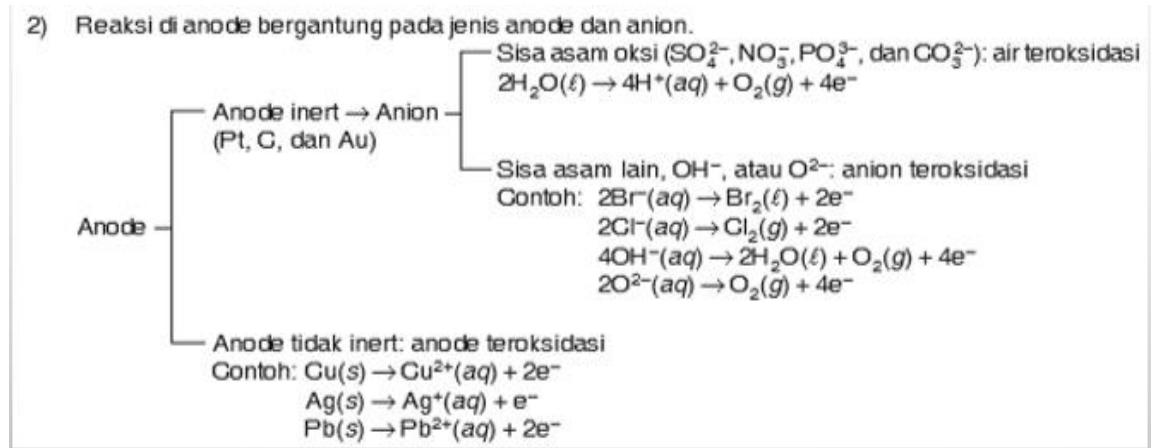 2) Reaksi di anode bergantung pada jenis anode dan anion.
Sisa asam oksi (SO₄²⁻, NO₃⁻, PO₄³⁻, dan CO₃²⁻): air teroksidasi
2H₂O(ℓ) → 4H⁺(aq) + O₂(g) + 4e⁻
Anode inert → Anion
(Pt, C, dan Au)
Sisa asam lain, OH⁻, atau O²⁻: anion teroksidasi
Contoh: 2Br⁻(aq) → Br₂(ℓ) + 2e⁻
2Cl⁻(aq) → Cl₂(g) + 2e⁻
4OH⁻(aq) → 2H₂O(ℓ) + O₂(g) + 4e⁻
2O²⁻(aq) → O₂(g) + 4e⁻
Anode
Anode tidak inert: anode teroksidasi
Contoh: Cu(s) → Cu²⁺(aq) + 2e⁻
Ag(s) → Ag⁺(aq) + e⁻
Pb(s) → Pb²⁺(aq) + 2e⁻